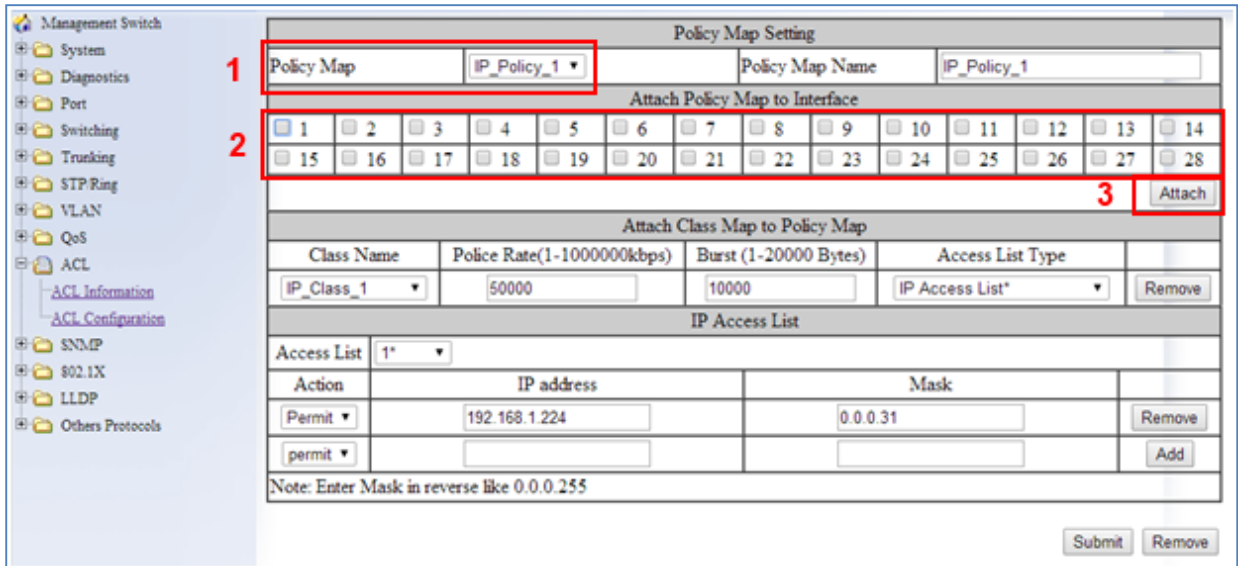 Management Switch
System
Diagnostics
Port
Switching
Trunking
STP/Ring
VLAN
QoS
ACL
ACL Information
ACL Configuration
SNMP
802.1X
LLDP
Others Protocols
Policy Map Setting
1 Policy Map IP_Policy_1 Policy Map Name IP_Policy_1
Attach Policy Map to Interface
2
1 2 3 4 5 6 7 8 9 10 11 12 13 14
15 16 17 18 19 20 21 22 23 24 25 26 27 28
3 Attach
Attach Class Map to Policy Map
Class Name Police Rate(1-1000000kbps) Burst (1-20000 Bytes) Access List Type
IP_Class_1 50000 10000 IP Access List* Remove
IP Access List
Access List 1*
Action IP address Mask
Permit 192.168.1.224 0.0.0.31 Remove
permit Add
Note: Enter Mask in reverse like 0.0.0.255
Submit Remove